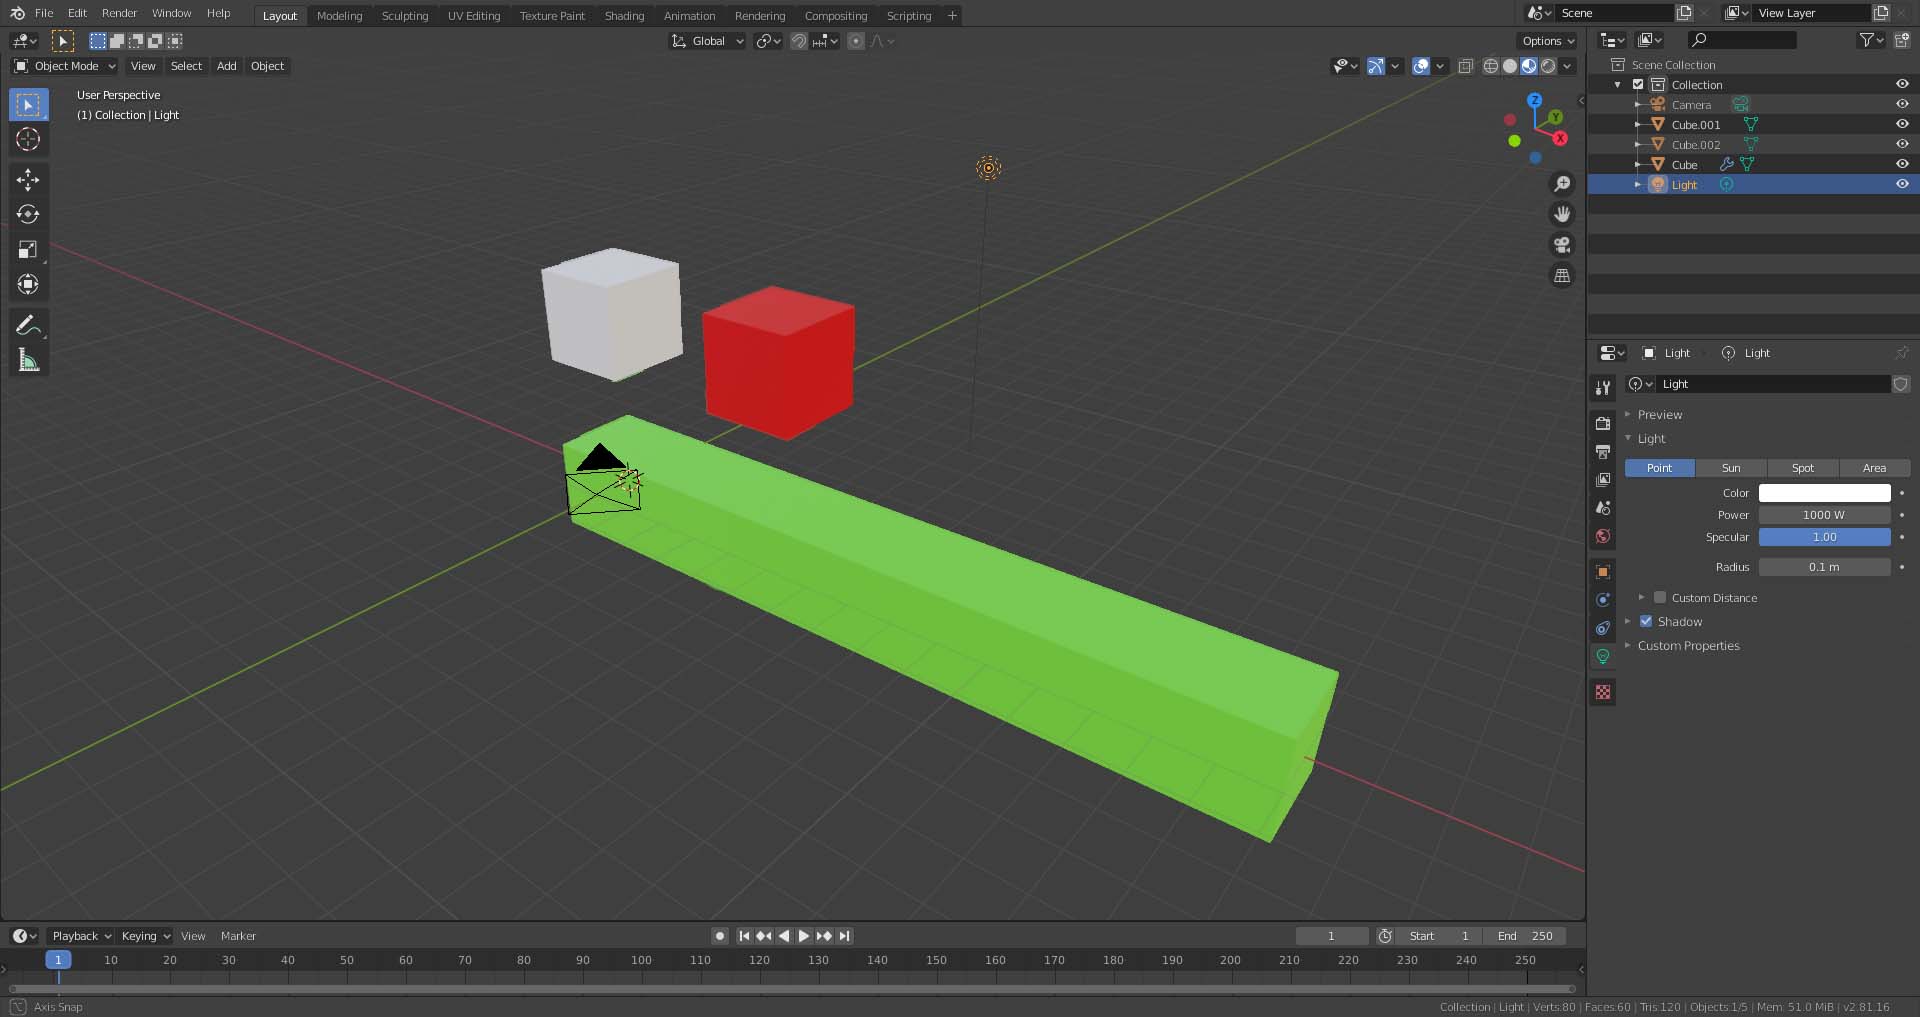 File Edit Render Window Help Layout Modeling Sculpting UV Editing Texture Paint Shading Animation Rendering Compositing Scripting + Scene View Layer
Global Options
Object Mode View Select Add Object
User Perspective
(1) Collection | Light
Z
Y
X
Scene Collection
Collection
Camera
Cube.001
Cube.002
Cube
Light
Light Light
Light
Preview
Light
Point Sun Spot Area
Color
Power 1000 W
Specular 1.00
Radius 0.1 m
Custom Distance
Shadow
Custom Properties
Playback Keying View Marker 1 Start 1 End 250
1 10 20 30 40 50 60 70 80 90 100 110 120 130 140 150 160 170 180 190 200 210 220 230 240 250
Axis Snap Collection | Light | Verts:80 | Faces:60 | Tris:120 | Objects:1/5 | Mem: 51.0 MiB | v2.81.16